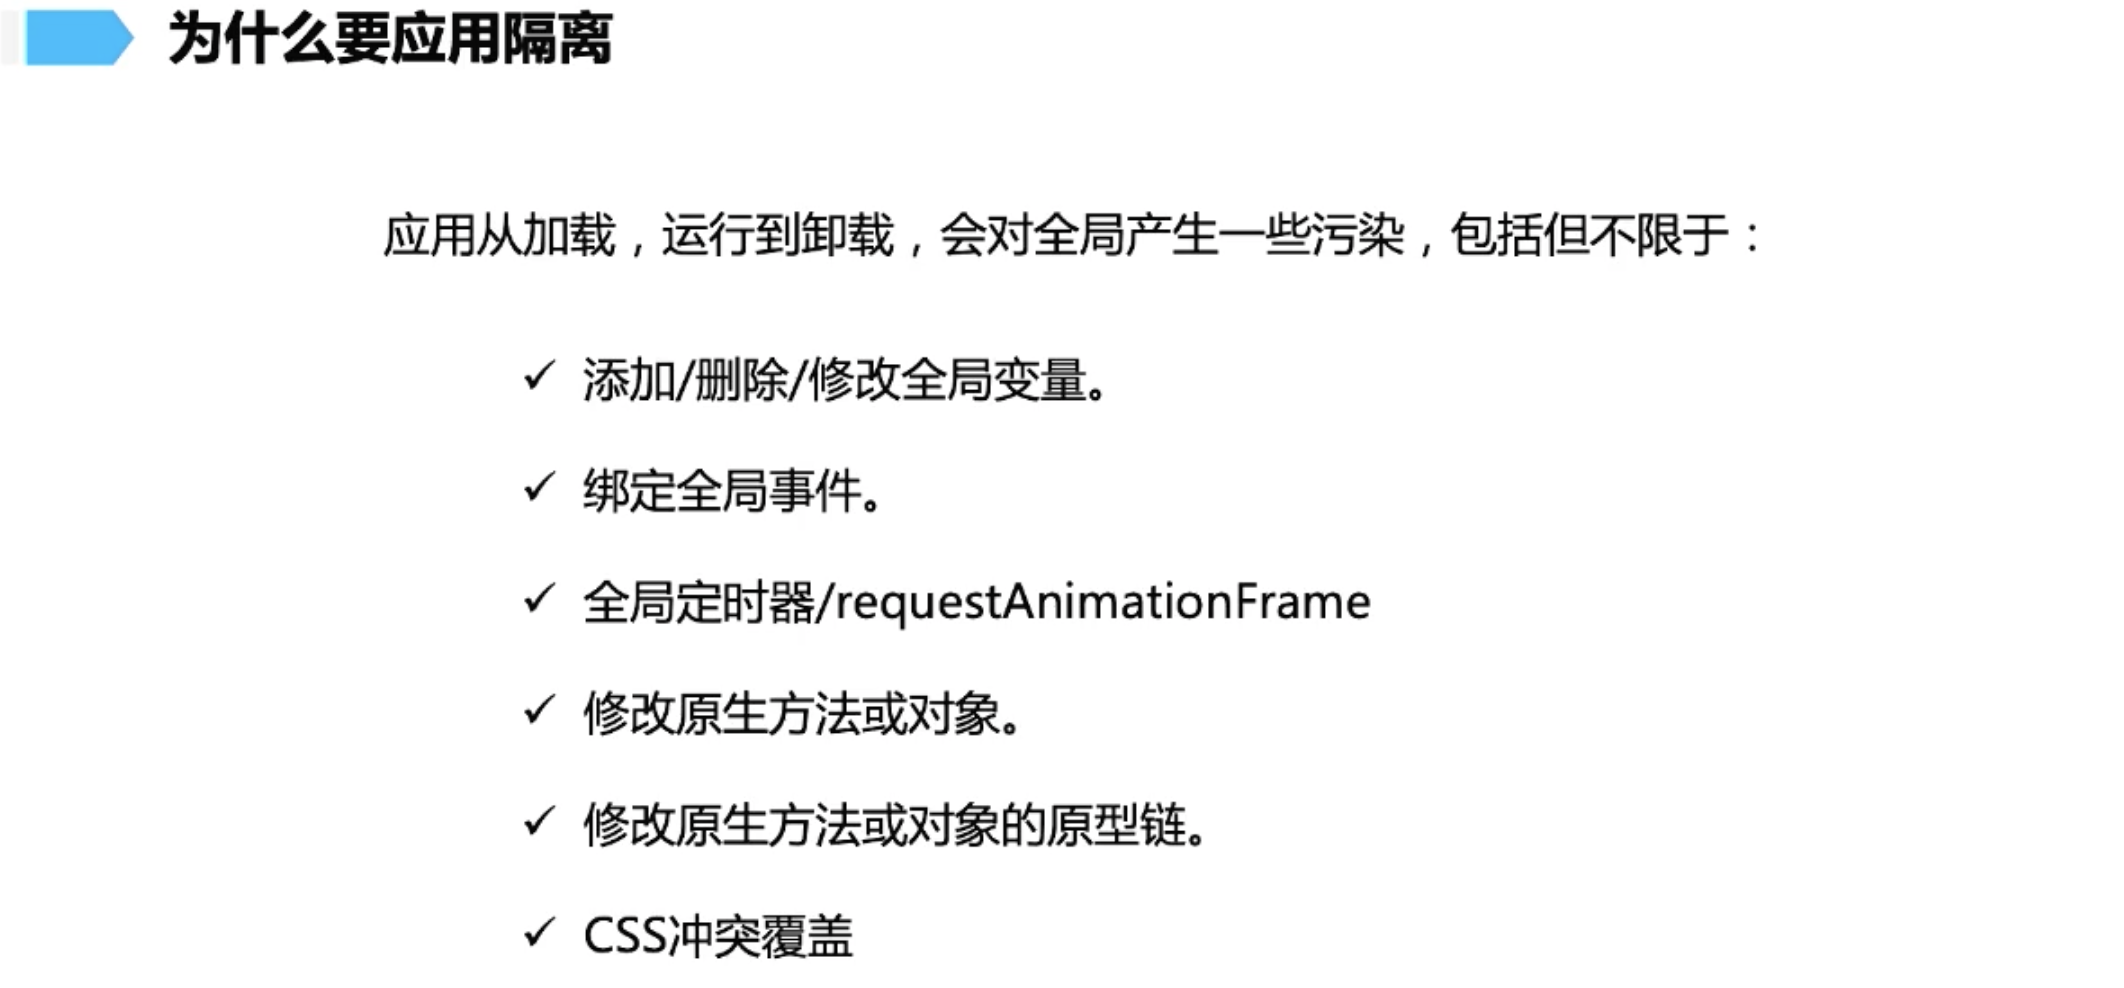 为什么要应用隔离
应用从加载，运行到卸载，会对全局产生一些污染，包括但不限于：
✓ 添加/删除/修改全局变量。
✓ 绑定全局事件。
✓ 全局定时器/requestAnimationFrame
✓ 修改原生方法或对象。
✓ 修改原生方法或对象的原型链。
✓ CSS冲突覆盖